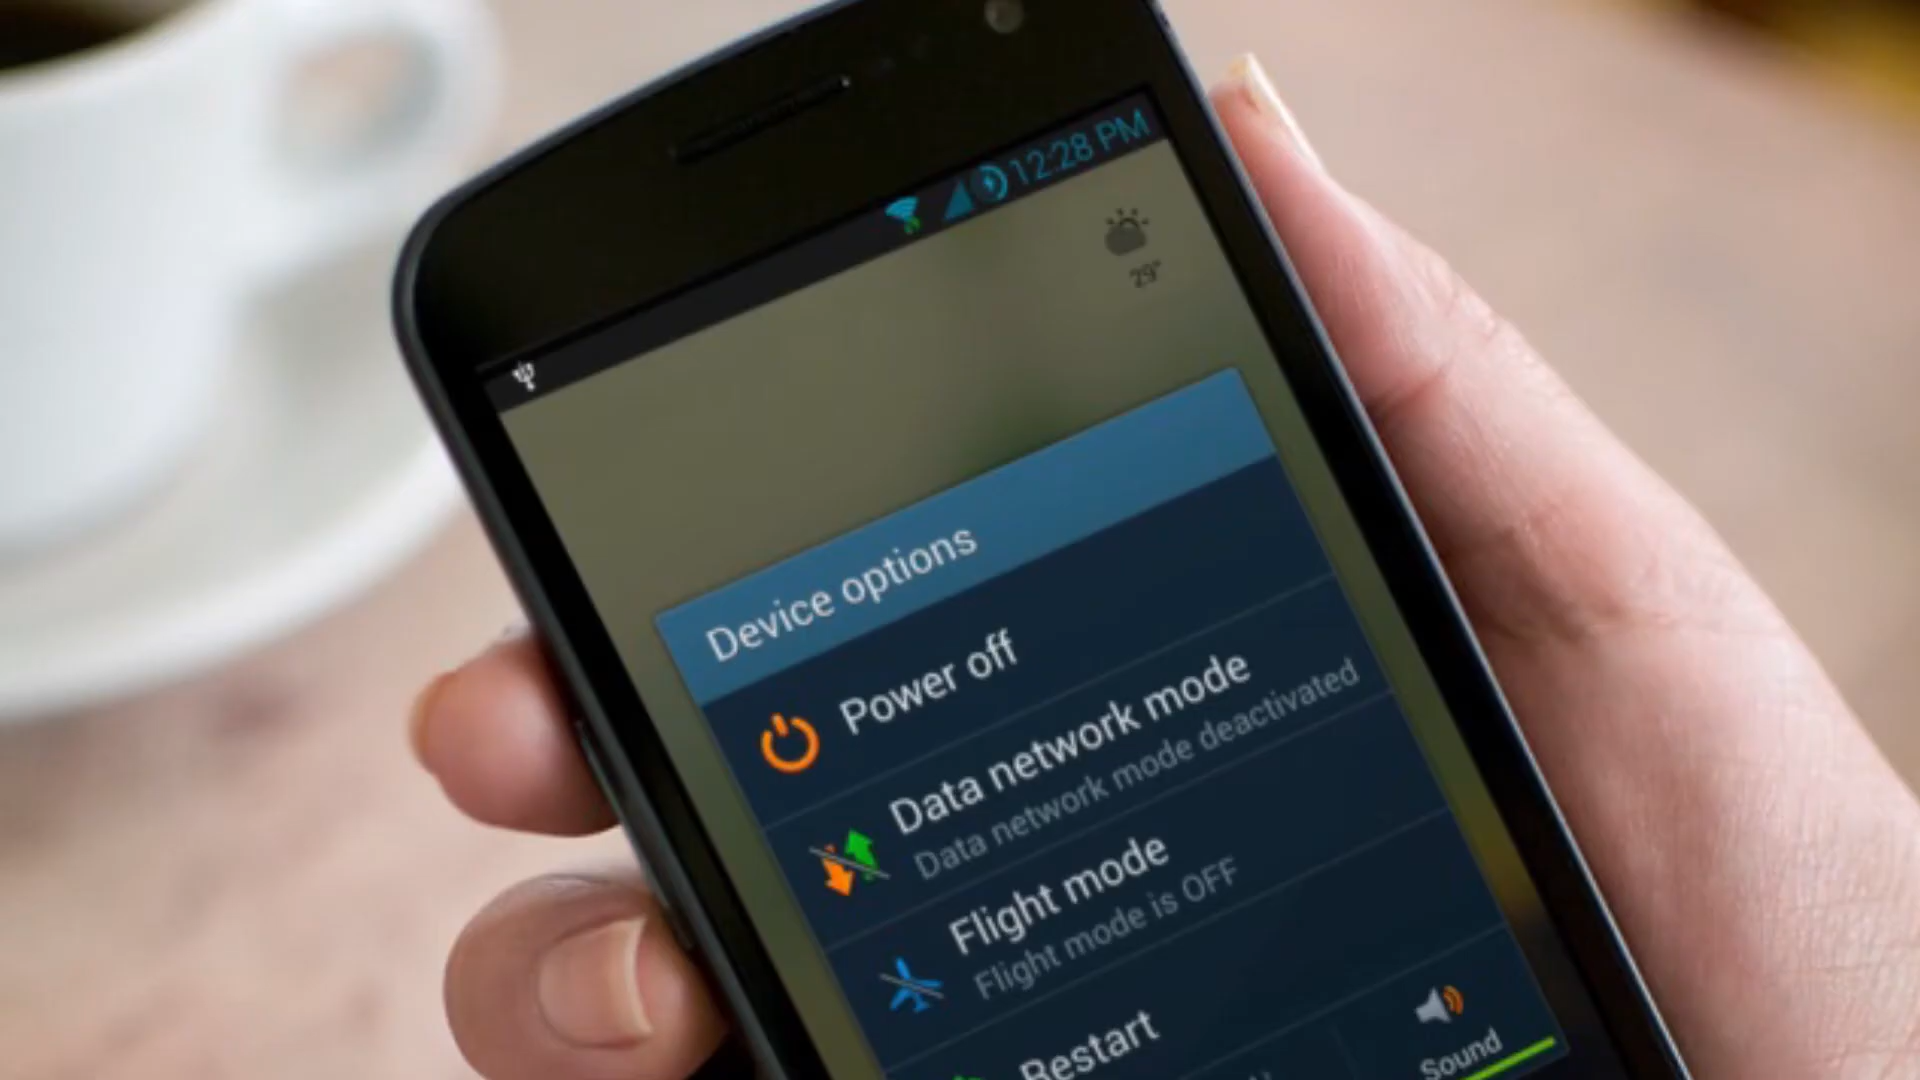 12:28 PM
29°
Device options
Power off
Data network mode
Data network mode deactivated
Flight mode
Flight mode is OFF
Restart
Sound